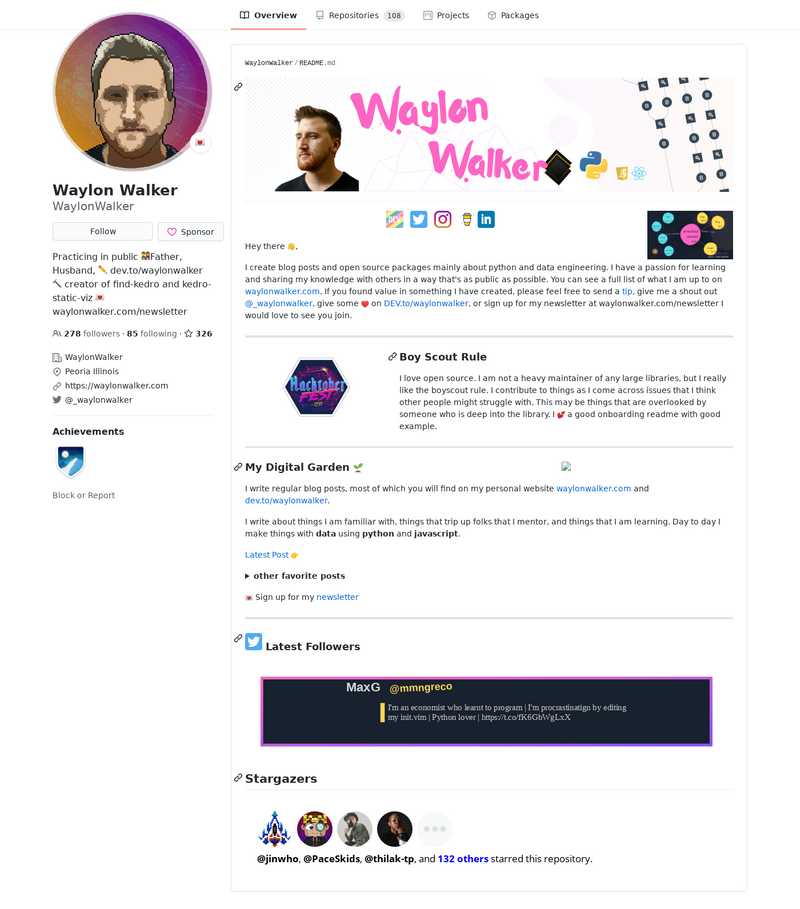 Overview
Repositories 108
Projects
Packages
Waylon Walker
WaylonWalker
Follow
Sponsor
Practicing in public 👫Father,
Husband, ✏️ dev.to/waylonwalker
🔨 creator of find-kedro and kedro-
static-viz 💌
waylonwalker.com/newsletter
278 followers · 85 following · 326
WaylonWalker
Peoria Illinois
https://waylonwalker.com
@_waylonwalker
Achievements
Block or Report
WaylonWalker/README.md
Waylon
Walker
Hey there 👋,
I create blog posts and open source packages mainly about python and data engineering. I have a passion for learning
and sharing my knowledge with others in a way that's as public as possible. You can see a full list of what I am up to on
waylonwalker.com. If you found value in something I have created, please feel free to send a tip, give me a shout out
@_waylonwalker, give some ❤️ on DEV.to/waylonwalker, or sign up for my newsletter at waylonwalker.com/newsletter I
would love to see you join.
Hacktober
FEST
Boy Scout Rule
I love open source. I am not a heavy maintainer of any large libraries, but I really
like the boyscout rule. I contribute to things as I come across issues that I think
other people might struggle with. This may be things that are overlooked by
someone who is deep into the library. I 💕 a good onboarding readme with good
example.
My Digital Garden 🌱
I write regular blog posts, most of which you will find on my personal website waylonwalker.com and
dev.to/waylonwalker.
I write about things I am familiar with, things that trip up folks that I mentor, and things that I am learning. Day to day I
make things with data using python and javascript.
Latest Post 👉
▶ other favorite posts
💌 Sign up for my newsletter
Latest Followers
MaxG @mmngreco
I'm an economist who learnt to program | I'm procrastinatign by editing
my init.vim | Python lover | https://t.co/fK6GbWgLxX
Stargazers
@jinwho, @PaceSkids, @thilak-tp, and 132 others starred this repository.